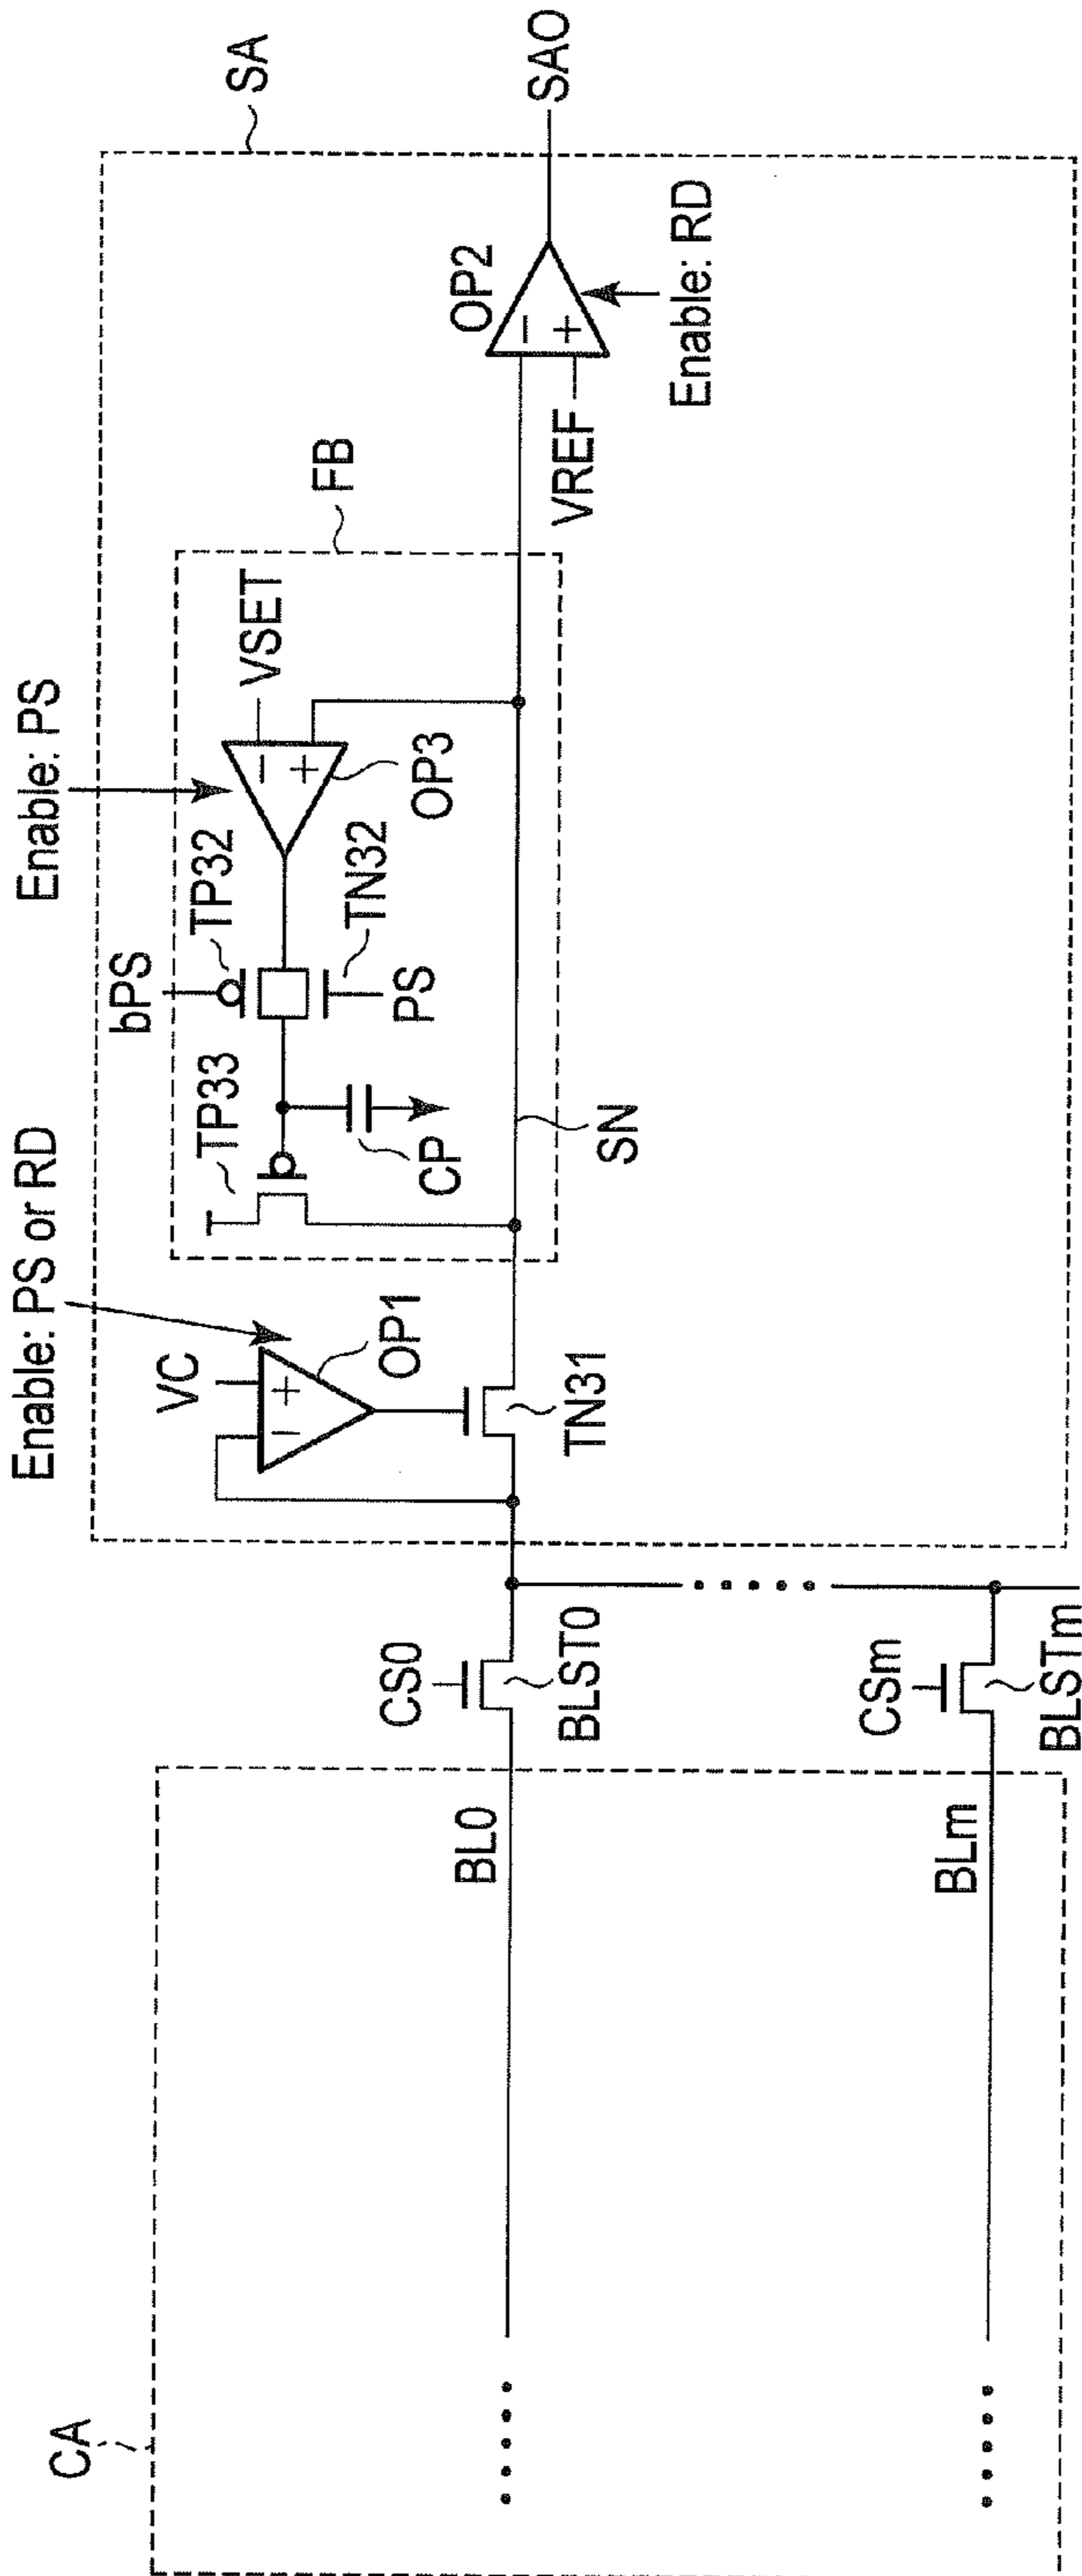 Enable: PS or RD
Enable: PS
SA
VC
bPS
TP32
TP33
VSET
FB
OP1
OP3
TN32
PS
CP
OP2
SAO
CA
CS0
BL0
BLST0
TN31
SN
VREF
Enable: RD
CSm
BLm
BLSTm
− +
− +
− +